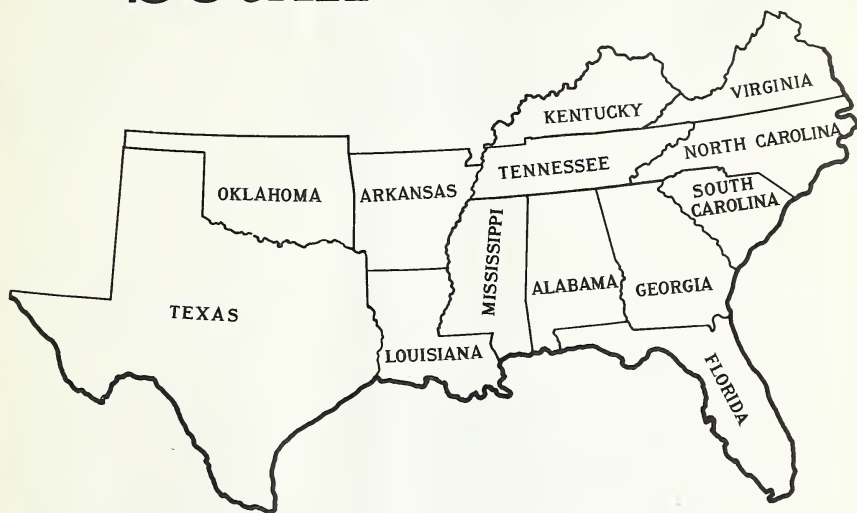 KENTUCKY
VIRGINIA
TENNESSEE
NORTH CAROLINA
OKLAHOMA
ARKANSAS
SOUTH
CAROLINA
MISSISSIPPI
ALABAMA
GEORGIA
TEXAS
LOUISIANA
FLORIDA